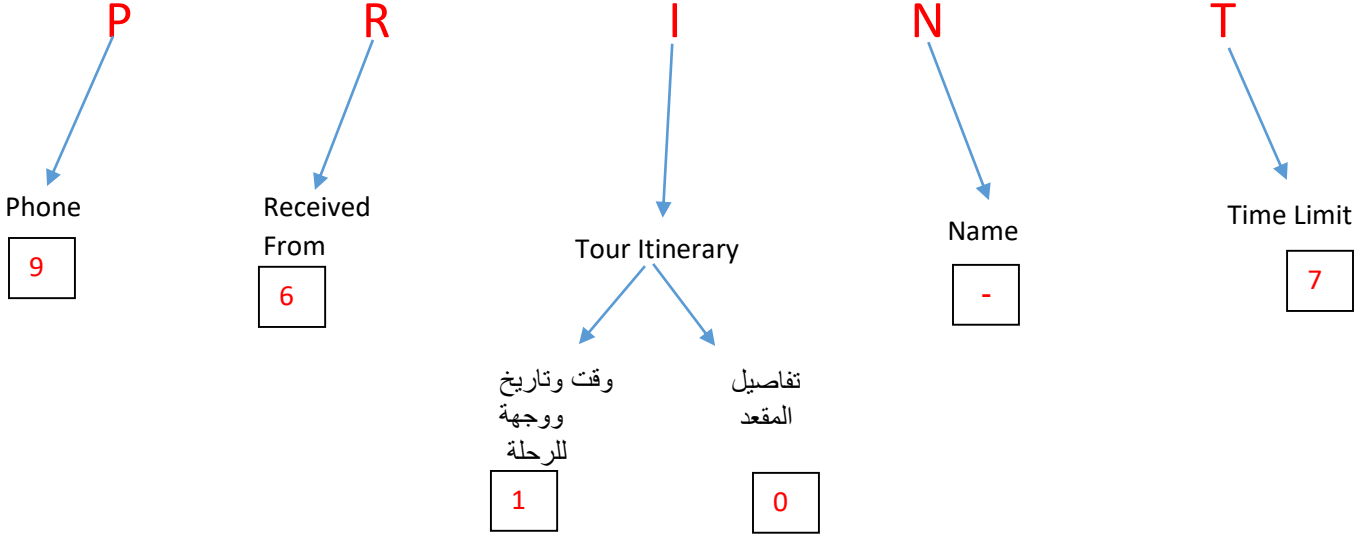 P R I N T
Phone
9
Received
From
6
Tour Itinerary
وقت وتاريخ
ووجهة
للرحلة
1
تفاصيل
المقعد
0
Name
-
Time Limit
7